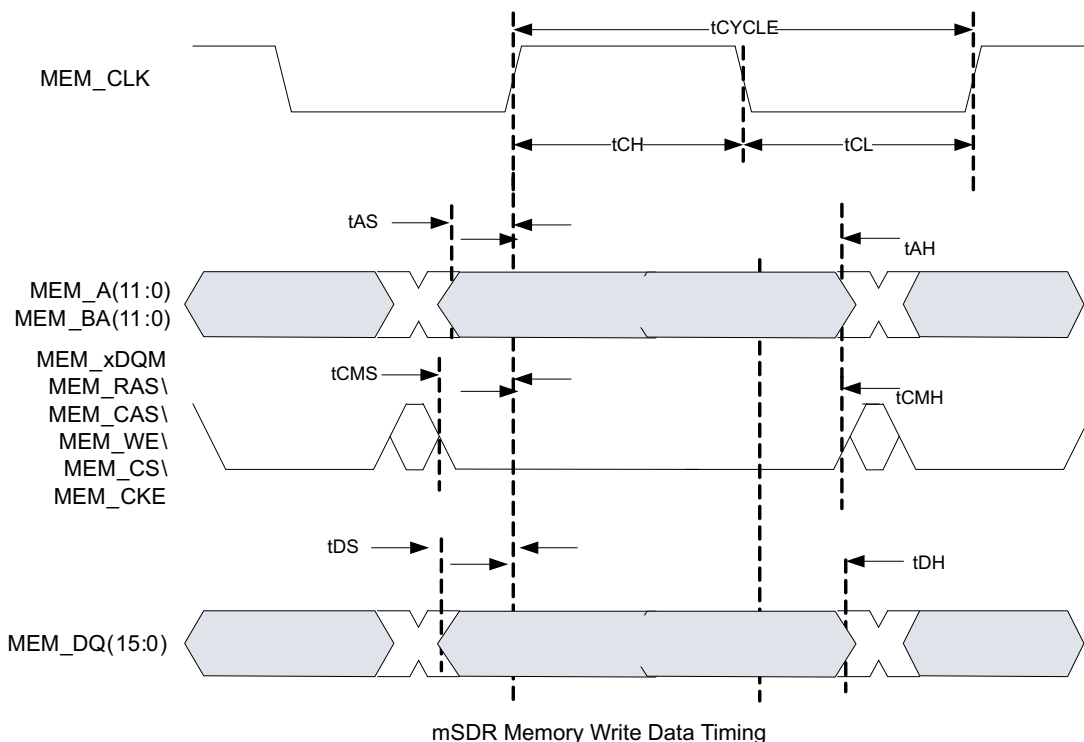 tCYCLE
MEM_CLK
tCH
tCL
tAS
tAH
MEM_A(11:0)
MEM_BA(11:0)
MEM_xDQM
MEM_RAS\
MEM_CAS\
MEM_WE\
MEM_CS\
MEM_CKE
tCMS
tCMH
tDS
tDH
MEM_DQ(15:0)
mSDR Memory Write Data Timing